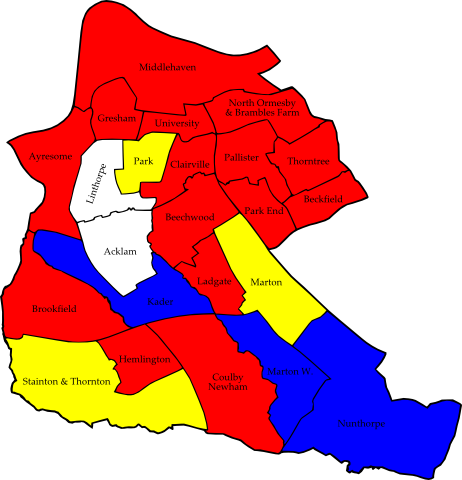 Middlehaven
North Ormesby
& Brambles Farm
Gresham
University
Ayresome
Linthorpe
Park
Clairville
Pallister
Thorntree
Beckfield
Beechwood
Park End
Acklam
Ladgate
Marton
Kader
Brookfield
Hemlington
Marton W.
Stainton & Thornton
Coulby
Newham
Nunthorpe